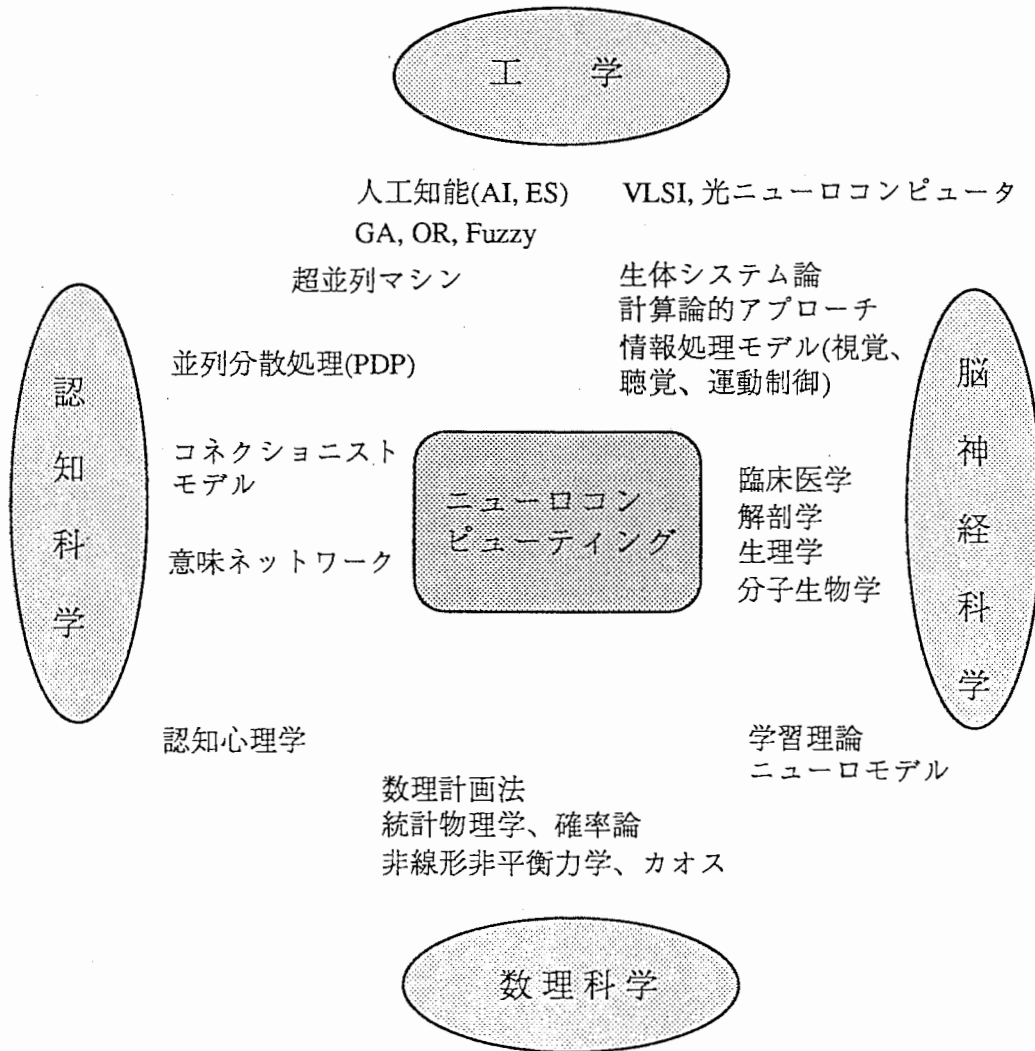 工 学
人工知能(AI, ES)
GA, OR, Fuzzy
VLSI, 光ニューロコンピュータ
超並列マシン
生体システム論
計算論的アプローチ
情報処理モデル(視覚、
聴覚、運動制御)
並列分散処理(PDP)
認知科学
コネクショニスト
モデル
意味ネットワーク
ニューロコン
ピューティング
臨床医学
解剖学
生理学
分子生物学
脳神経科学
認知心理学
学習理論
ニューロモデル
数理計画法
統計物理学、確率論
非線形非平衡力学、カオス
数理科学